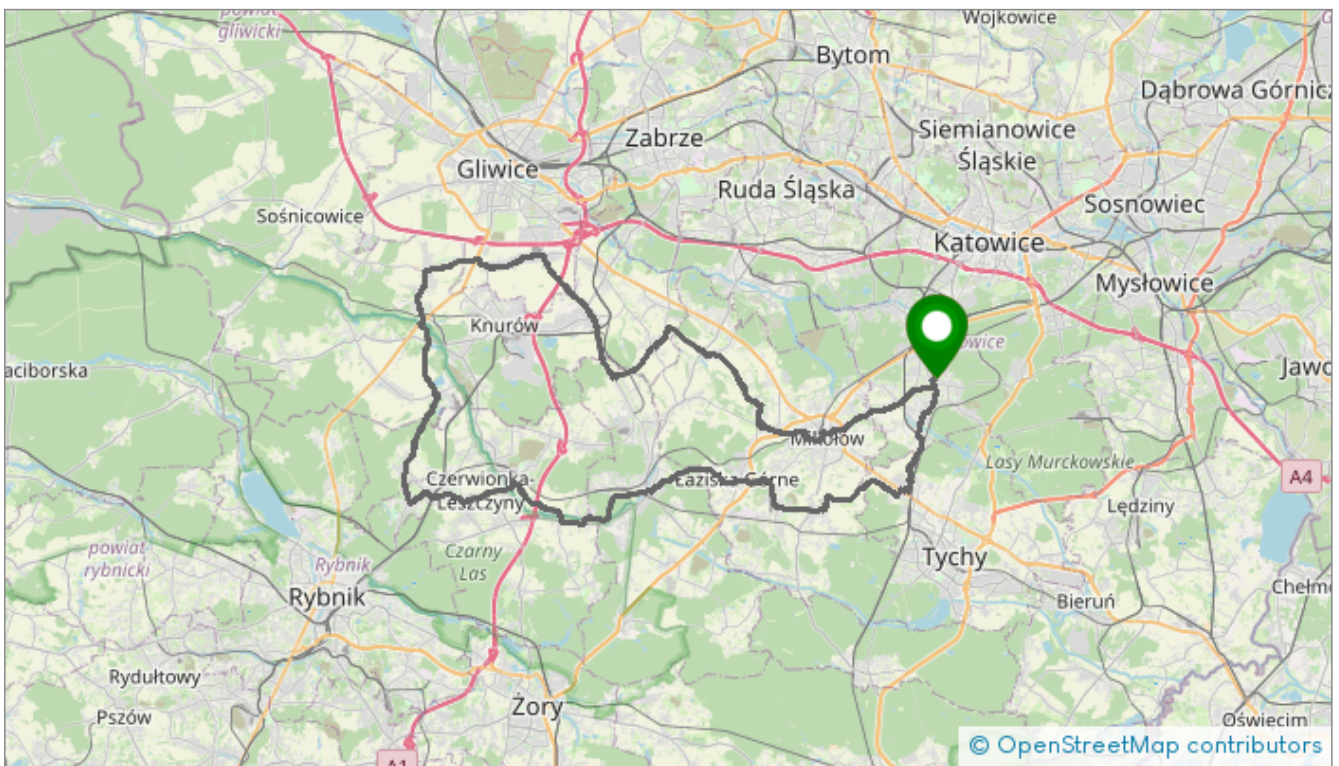 powiat
gliwicki
Wojkowice
Bytom
Dąbrowa Górnicz
Siemianowice
Śląskie
Zabrze
Gliwice
Ruda Śląska
Sosnowiec
Sośnicowice
Katowice
Mysłowice
Knurów
owice
aciborska
Jawo
Mikołów
Lasy Murckowskie
A4
Czerwionka-
Leszczyny
Łaziska Górne
Lędziny
powiat
rybnicki
Czarny
Las
Rybnik
Tychy
Chełme
Rybnik
Bieruń
Rydułtowy
Żory
Pszów
Oświęcim
A1
© OpenStreetMap contributors